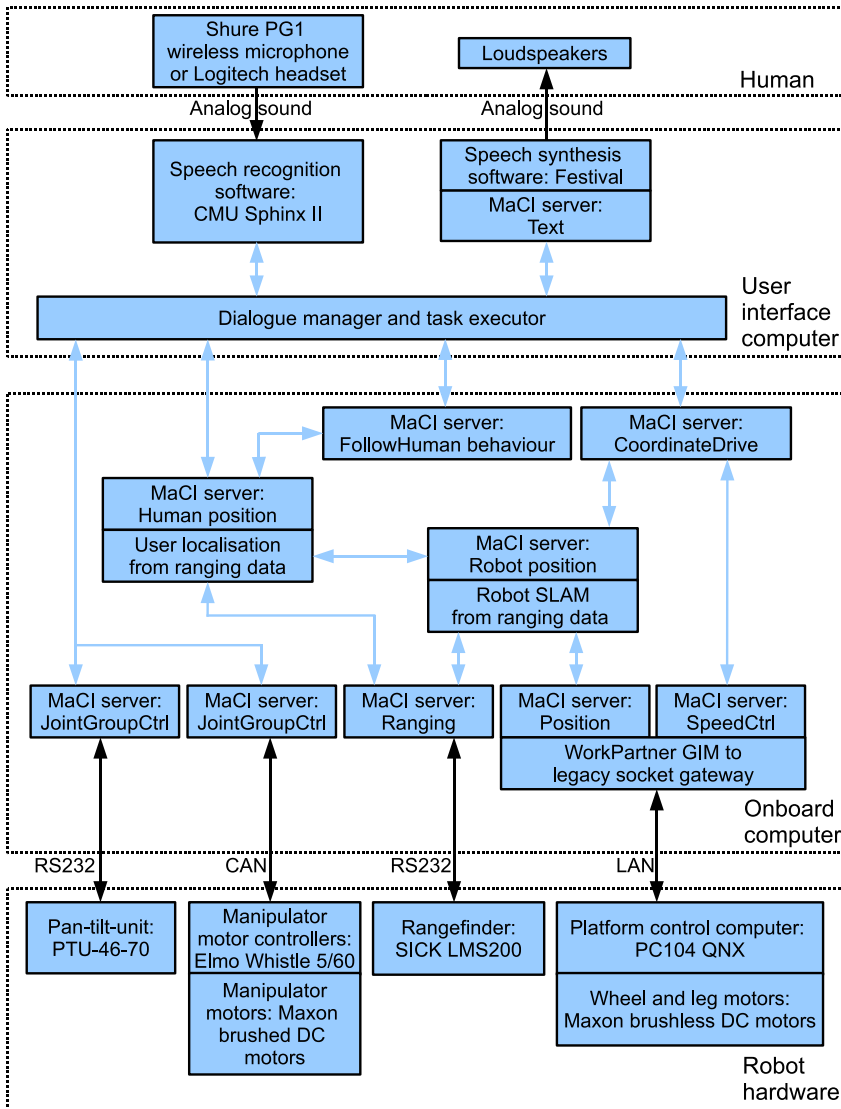 Shure PG1
wireless microphone
or Logitech headset
Loudspeakers
Human
Analog sound
Analog sound
Speech recognition
software:
CMU Sphinx II
Speech synthesis
software: Festival
MaCI server:
Text
User
interface
computer
Dialogue manager and task executor
MaCI server:
FollowHuman behaviour
MaCI server:
CoordinateDrive
MaCI server:
Human position
User localisation
from ranging data
MaCI server:
Robot position
Robot SLAM
from ranging data
MaCI server:
JointGroupCtrl
MaCI server:
JointGroupCtrl
MaCI server:
Ranging
MaCI server:
Position
MaCI server:
SpeedCtrl
WorkPartner GIM to
legacy socket gateway
Onboard
computer
RS232
CAN
RS232
LAN
Pan-tilt-unit:
PTU-46-70
Manipulator
motor controllers:
Elmo Whistle 5/60
Manipulator
motors: Maxon
brushed DC
motors
Rangefinder:
SICK LMS200
Platform control computer:
PC104 QNX
Wheel and leg motors:
Maxon brushless DC motors
Robot
hardware